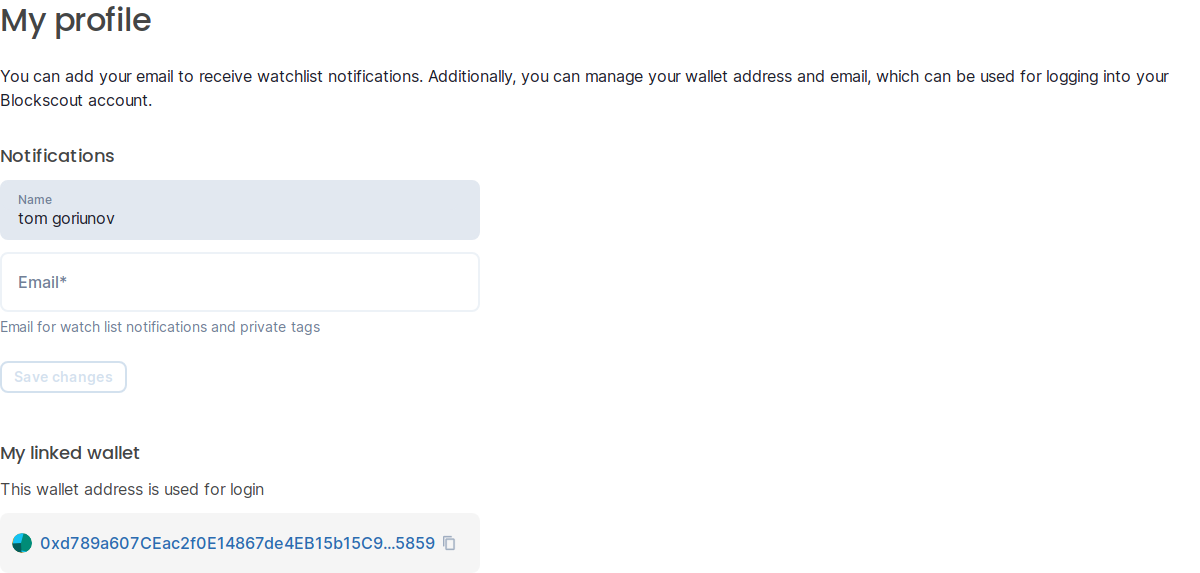 My profile
You can add your email to receive watchlist notifications. Additionally, you can manage your wallet address and email, which can be used for logging into your
Blockscout account.
Notifications
Name
tom goriunov
Email*
Email for watch list notifications and private tags
Save changes
My linked wallet
This wallet address is used for login
0xd789a607CEac2f0E14867de4EB15b15C9...5859